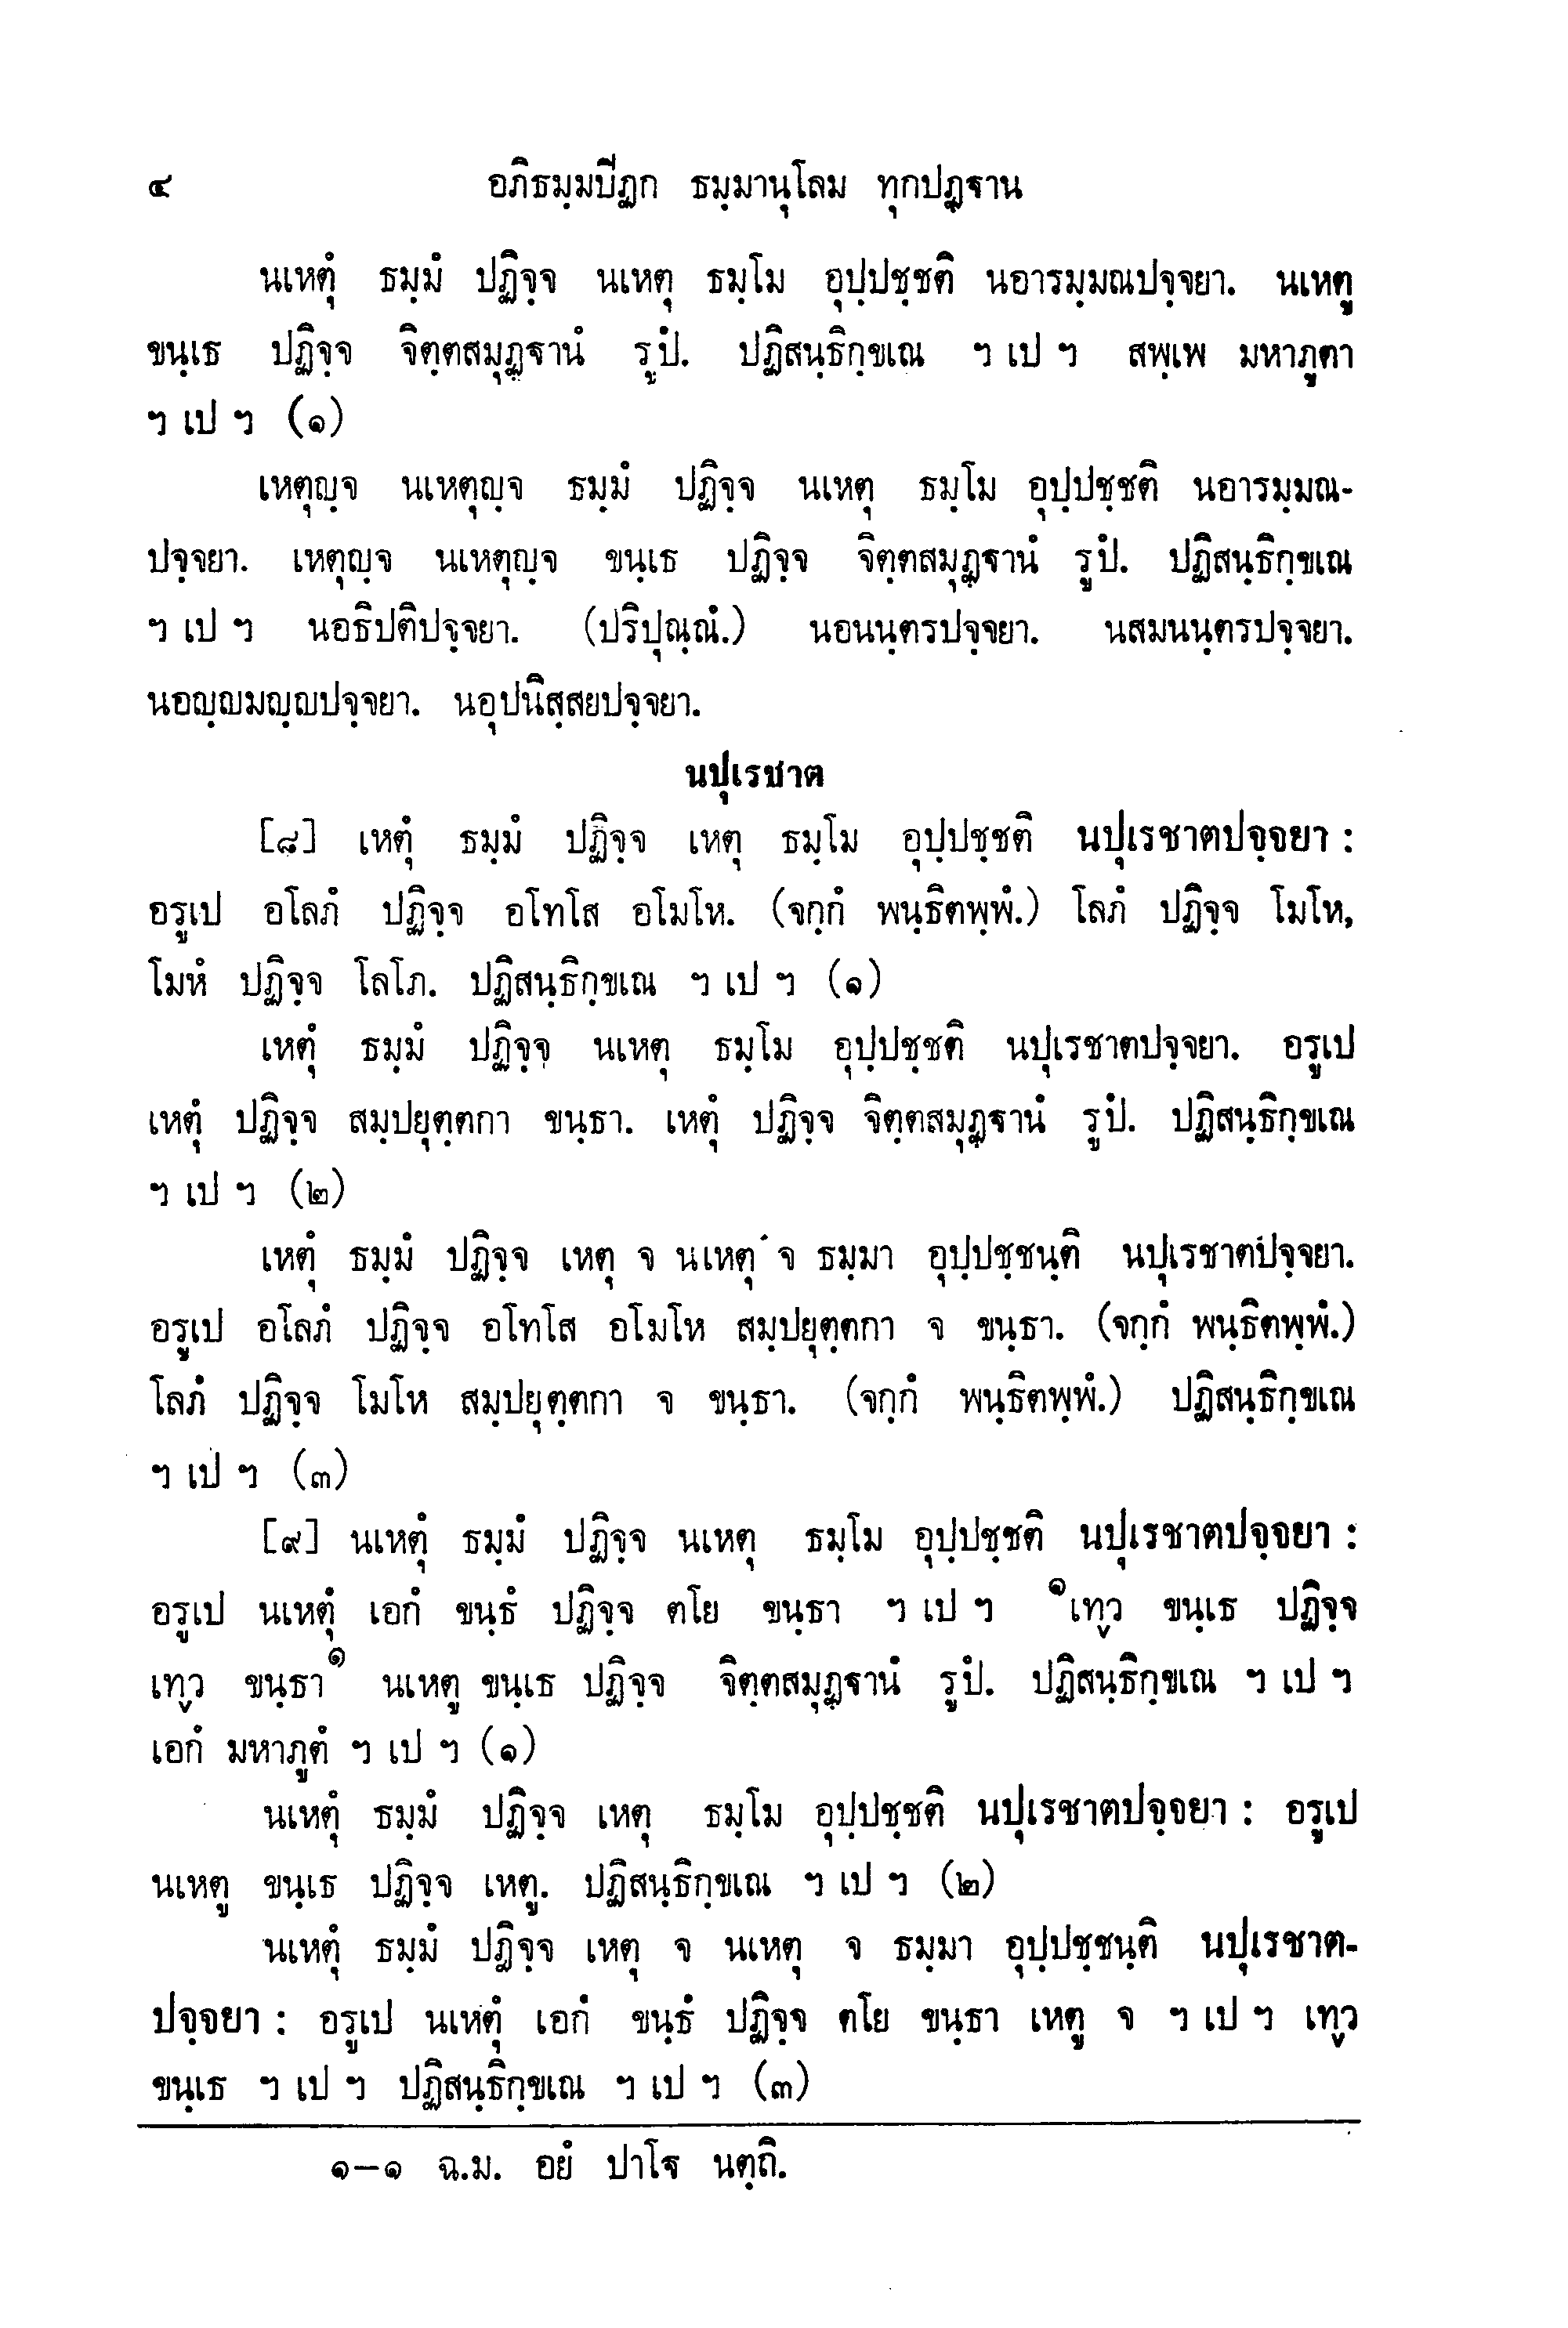 ๔ อภิธมฺมปีฏก ธมฺมานุโลม ทุกปฏฺฐาน
นเหตุํ ธมฺมํ ปฏิจฺจ นเหตุ ธมฺโม อุปฺปชฺชติ นอารมฺมณปจฺจยา. นเหตู
ขนฺเธ ปฏิจฺจ จิตฺตสมุฏฺฐานํ รูปํ. ปฏิสนฺธิกฺขเณ ฯ เป ฯ สพฺเพ มหาภูตา
ฯ เป ฯ (๑)
เหตุญฺจ นเหตุญฺจ ธมฺมํ ปฏิจฺจ นเหตุ ธมฺโม อุปฺปชฺชติ นอารมฺมณ-
ปจฺจยา. เหตุญฺจ นเหตุญฺจ ขนฺเธ ปฏิจฺจ จิตฺตสมุฏฺฐานํ รูปํ. ปฏิสนฺธิกฺขเณ
ฯ เป ฯ นอธิปติปจฺจยา. (ปริปุณฺณํ.) นอนนฺตรปจฺจยา. นสมนนฺตรปจฺจยา.
นอญฺญมญฺญปจฺจยา. นอุปนิสฺสยปจฺจยา.
นปุเรชาต
[๘] เหตุํ ธมฺมํ ปฏิจฺจ เหตุ ธมฺโม อุปฺปชฺชติ นปุเรชาตปจฺจยา :
อรูเป อโลภํ ปฏิจฺจ อโทโส อโมโห. (จกฺกํ พนฺธิตพฺพํ.) โลภํ ปฏิจฺจ โมโห,
โมหํ ปฏิจฺจ โลโภ. ปฏิสนฺธิกฺขเณ ฯ เป ฯ (๑)
เหตุํ ธมฺมํ ปฏิจฺจ นเหตุ ธมฺโม อุปฺปชฺชติ นปุเรชาตปจฺจยา. อรูเป
เหตุํ ปฏิจฺจ สมฺปยุตฺตกา ขนฺธา. เหตุํ ปฏิจฺจ จิตฺตสมุฏฺฐานํ รูปํ. ปฏิสนฺธิกฺขเณ
ฯ เป ฯ (๒)
เหตุํ ธมฺมํ ปฏิจฺจ เหตุ จ นเหตุ จ ธมฺมา อุปฺปชฺชนฺติ นปุเรชาตปจฺจยา.
อรูเป อโลภํ ปฏิจฺจ อโทโส อโมโห สมฺปยุตฺตกา จ ขนฺธา. (จกฺกํ พนฺธิตพฺพํ.)
โลภํ ปฏิจฺจ โมโห สมฺปยุตฺตกา จ ขนฺธา. (จกฺกํ พนฺธิตพฺพํ.) ปฏิสนฺธิกฺขเณ
ฯ เป ฯ (๓)
[๙] นเหตุํ ธมฺมํ ปฏิจฺจ นเหตุ ธมฺโม อุปฺปชฺชติ นปุเรชาตปจฺจยา :
อรูเป นเหตุํ เอกํ ขนฺธํ ปฏิจฺจ ตโย ขนฺธา ฯ เป ฯ ๑เทฺว ขนฺเธ ปฏิจฺจ
เทฺว ขนฺธา๑ นเหตู ขนฺเธ ปฏิจฺจ จิตฺตสมุฏฺฐานํ รูปํ. ปฏิสนฺธิกฺขเณ ฯ เป ฯ
เอกํ มหาภูตํ ฯ เป ฯ (๑)
นเหตุํ ธมฺมํ ปฏิจฺจ เหตุ ธมฺโม อุปฺปชฺชติ นปุเรชาตปจฺจยา : อรูเป
นเหตู ขนฺเธ ปฏิจฺจ เหตู. ปฏิสนฺธิกฺขเณ ฯ เป ฯ (๒)
นเหตุํ ธมฺมํ ปฏิจฺจ เหตุ จ นเหตุ จ ธมฺมา อุปฺปชฺชนฺติ นปุเรชาต-
ปจฺจยา : อรูเป นเหตุํ เอกํ ขนฺธํ ปฏิจฺจ ตโย ขนฺธา เหตู จ ฯ เป ฯ เทฺว
ขนฺเธ ฯ เป ฯ ปฏิสนฺธิกฺขเณ ฯ เป ฯ (๓)
๑-๑ ฉ.ม. อยํ ปาโฐ นตฺถิ.